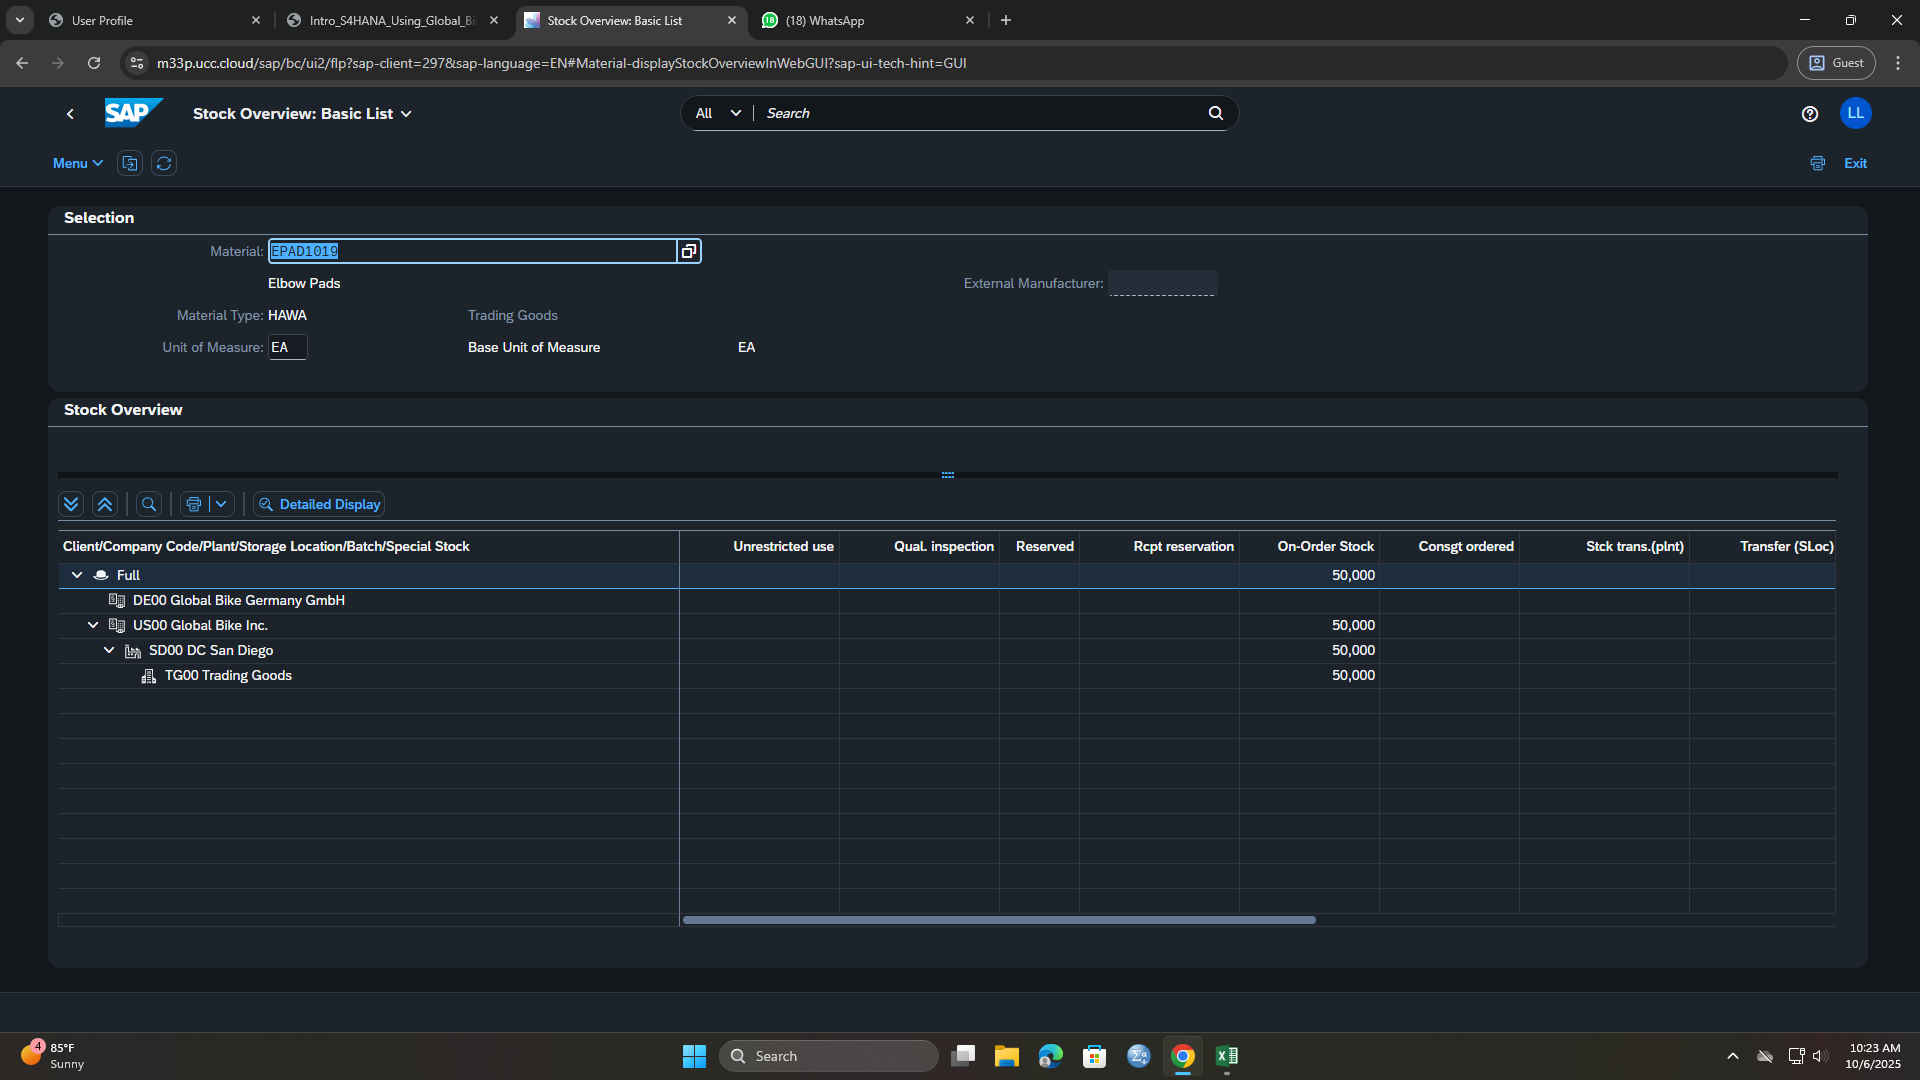 User Profile
Intro_S4HANA_Using_Global_Bi
Stock Overview: Basic List
18
(18) WhatsApp
m33p.ucc.cloud/sap/bc/ui2/flp?sap-client=297&sap-language=EN#Material-displayStockOverviewInWebGUI?sap-ui-tech-hint=GUI
Guest
SAP
Stock Overview: Basic List
All
Search
LL
Menu
Exit
Selection
Material: EPAD1019
Elbow Pads
External Manufacturer:
Material Type: HAWA
Trading Goods
Unit of Measure: EA
Base Unit of Measure
EA
Stock Overview
Detailed Display
Client/Company Code/Plant/Storage Location/Batch/Special Stock Unrestricted use Qual. inspection Reserved Rcpt reservation On-Order Stock Consgt ordered Stck trans.(plnt) Transfer (SLoc)
Full 50,000
DE00 Global Bike Germany GmbH
US00 Global Bike Inc. 50,000
SD00 DC San Diego 50,000
TG00 Trading Goods 50,000
4
85°F
Sunny
Search
10:23 AM
10/6/2025